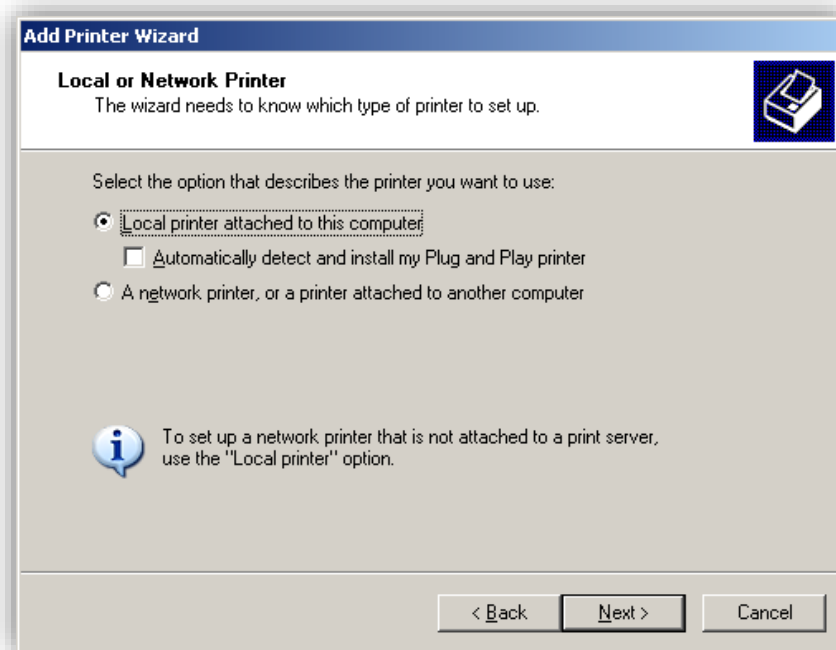 Add Printer Wizard
Local or Network Printer
The wizard needs to know which type of printer to set up.
Select the option that describes the printer you want to use:
Local printer attached to this computer
Automatically detect and install my Plug and Play printer
A network printer, or a printer attached to another computer
To set up a network printer that is not attached to a print server,
use the "Local printer" option.
< Back
Next >
Cancel